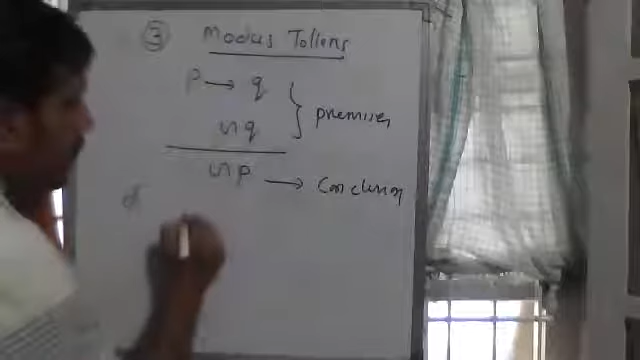 ③ Modus Tollens
p → q
~q } premises
~p → Conclusion